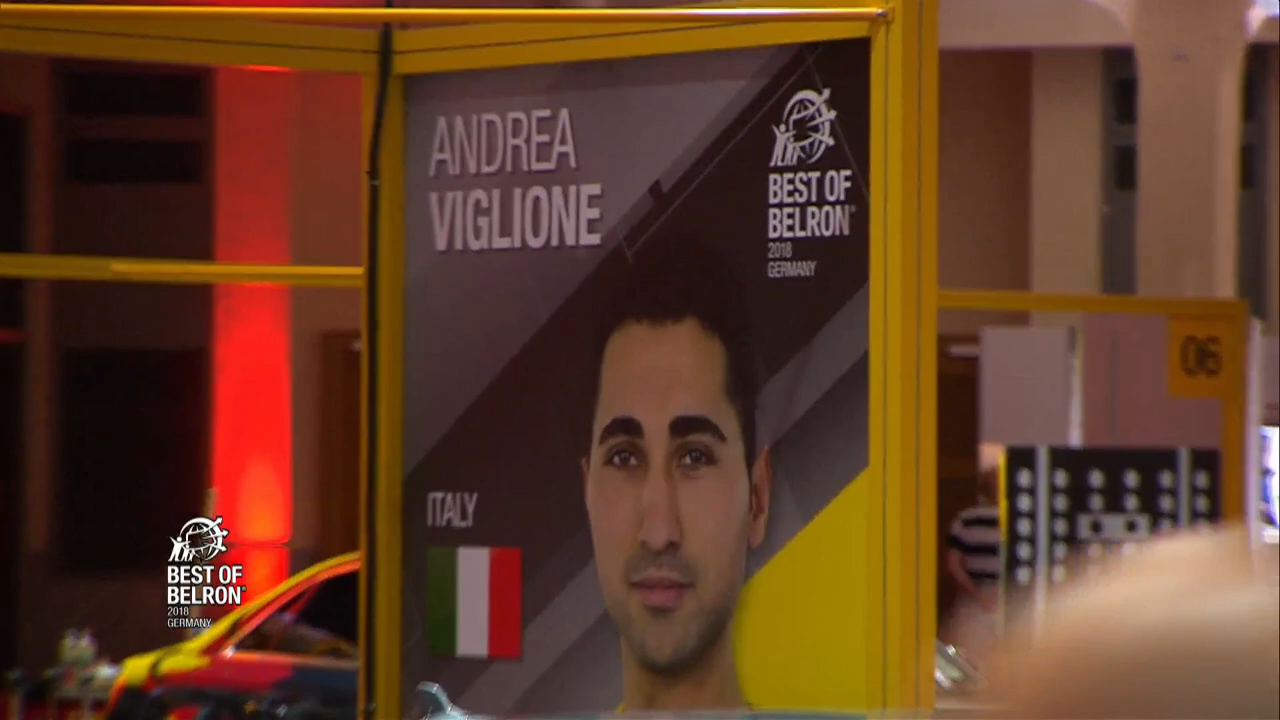 ANDREA
VIGLIONE
BEST OF
BELRON®
2018
GERMANY
06
ITALY
BEST OF
BELRON®
2018
GERMANY